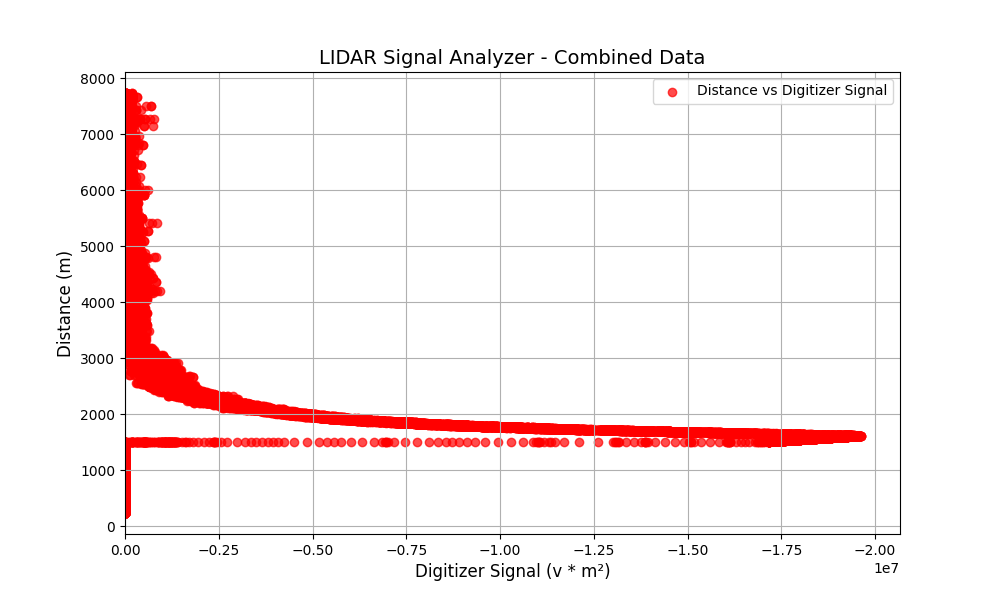 LIDAR Signal Analyzer - Combined Data
Distance vs Digitizer Signal
Distance (m)
8000
7000
6000
5000
4000
3000
2000
1000
0
0.00 −0.25 −0.50 −0.75 −1.00 −1.25 −1.50 −1.75 −2.00
1e7
Digitizer Signal (v * m²)